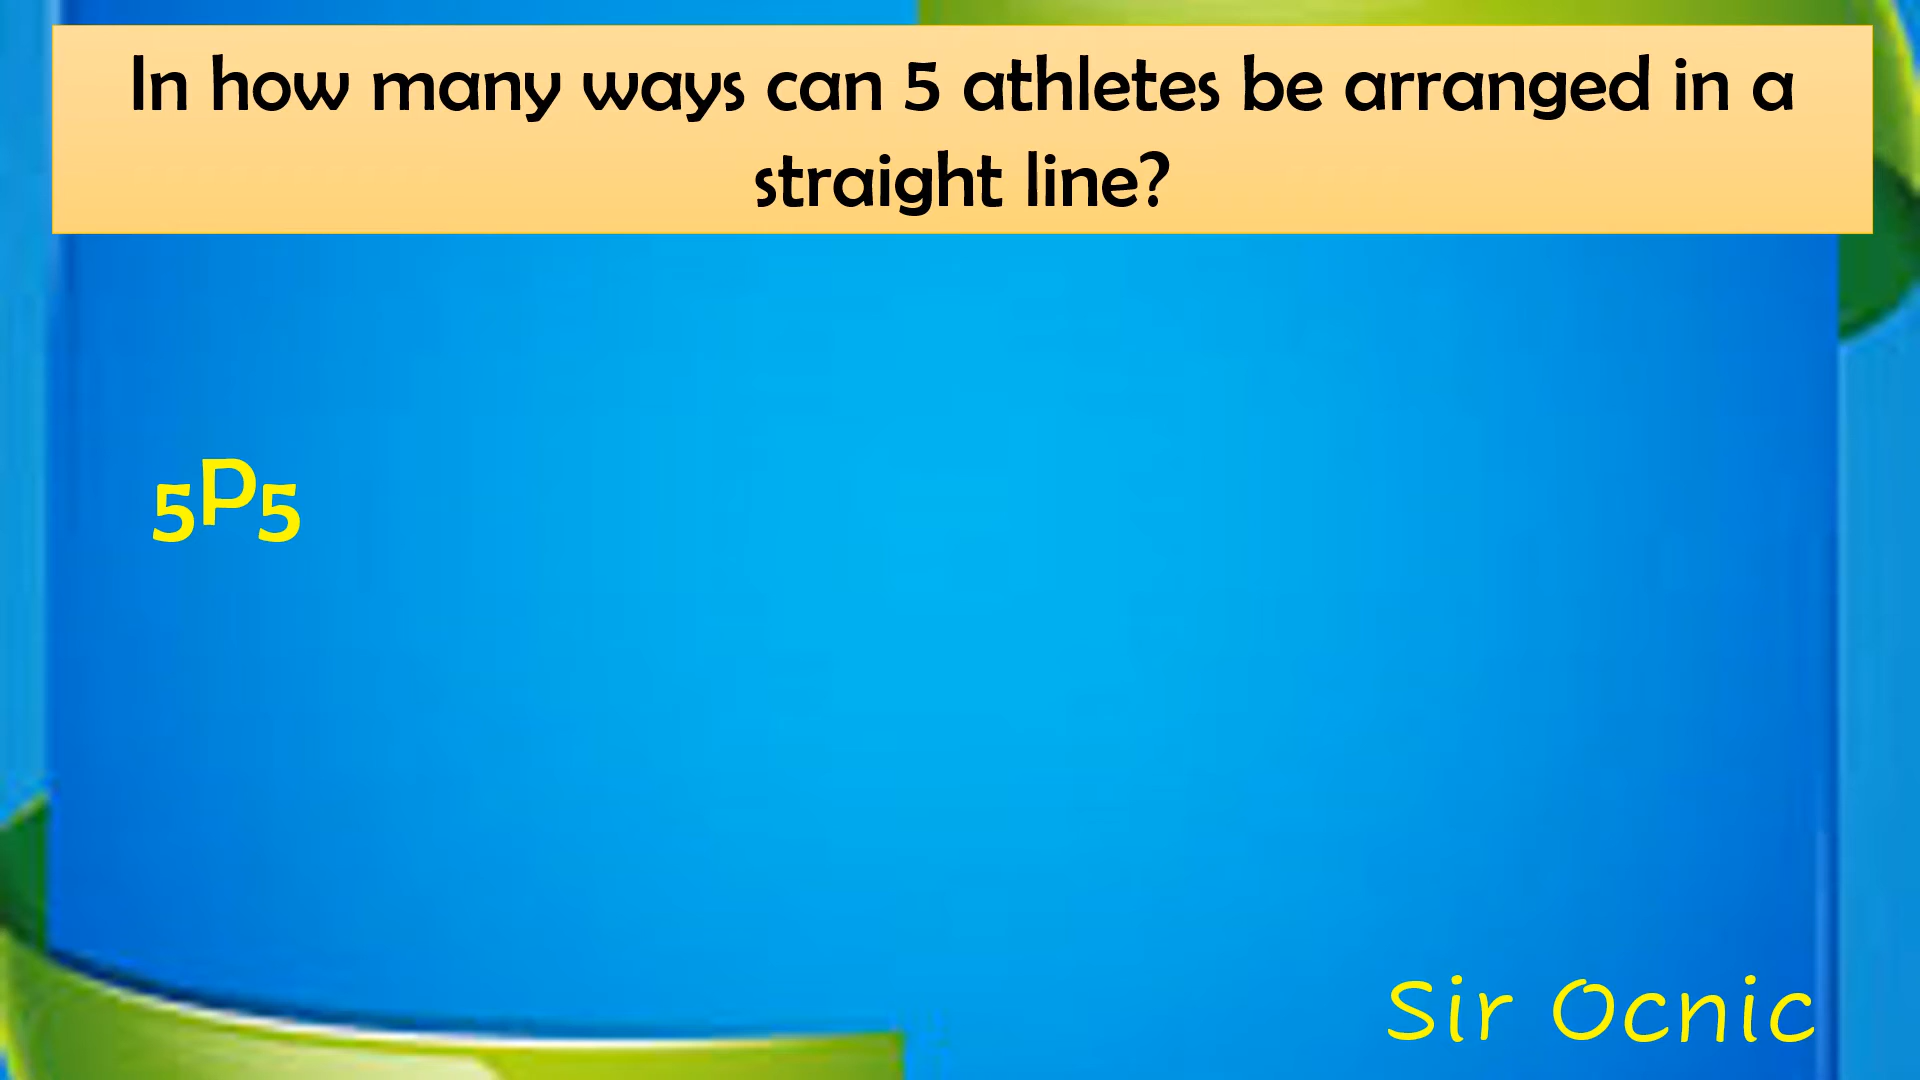 In how many ways can 5 athletes be arranged in a
straight line?
5P5
Sir Ocnic